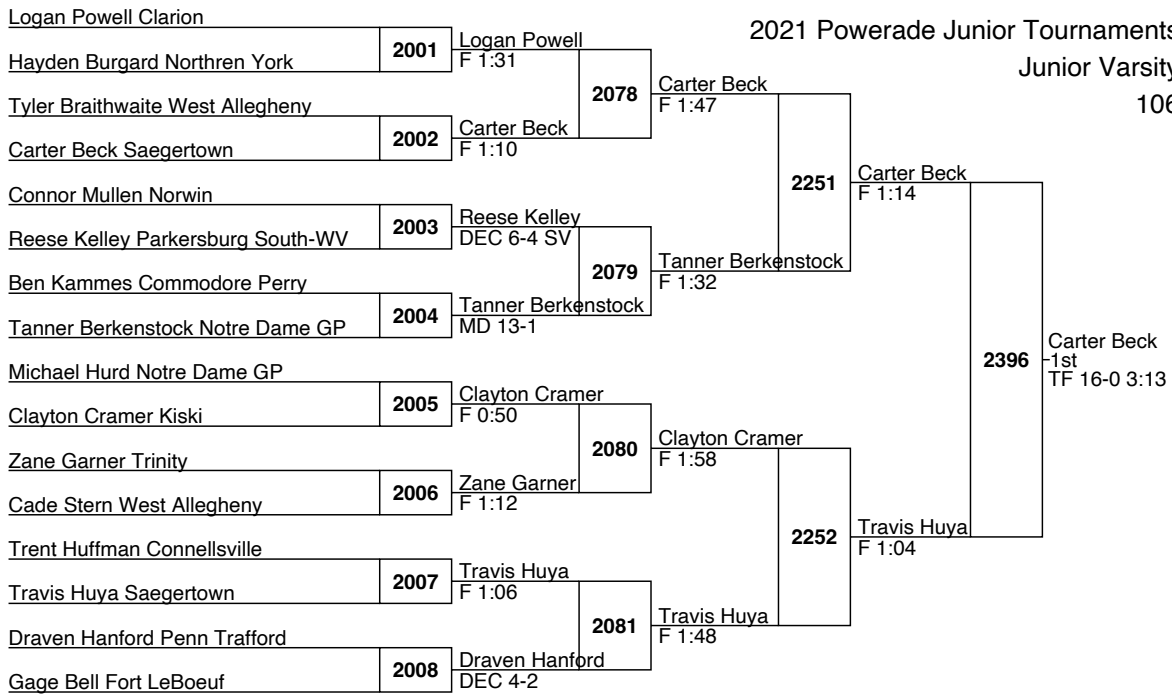 2021 Powerade Junior Tournaments
Junior Varsity
106
Logan Powell Clarion
2001
Logan Powell
F 1:31
Hayden Burgard Northren York
2078
Carter Beck
F 1:47
Tyler Braithwaite West Allegheny
2002
Carter Beck
F 1:10
Carter Beck Saegertown
2251
Carter Beck
F 1:14
Connor Mullen Norwin
2003
Reese Kelley
DEC 6-4 SV
Reese Kelley Parkersburg South-WV
2079
Tanner Berkenstock
F 1:32
Ben Kammes Commodore Perry
2004
Tanner Berkenstock
MD 13-1
Tanner Berkenstock Notre Dame GP
2396
Carter Beck
1st
TF 16-0 3:13
Michael Hurd Notre Dame GP
2005
Clayton Cramer
F 0:50
Clayton Cramer Kiski
2080
Clayton Cramer
F 1:58
Zane Garner Trinity
2006
Zane Garner
F 1:12
Cade Stern West Allegheny
2252
Travis Huya
F 1:04
Trent Huffman Connellsville
2007
Travis Huya
F 1:06
Travis Huya Saegertown
2081
Travis Huya
F 1:48
Draven Hanford Penn Trafford
2008
Draven Hanford
DEC 4-2
Gage Bell Fort LeBoeuf